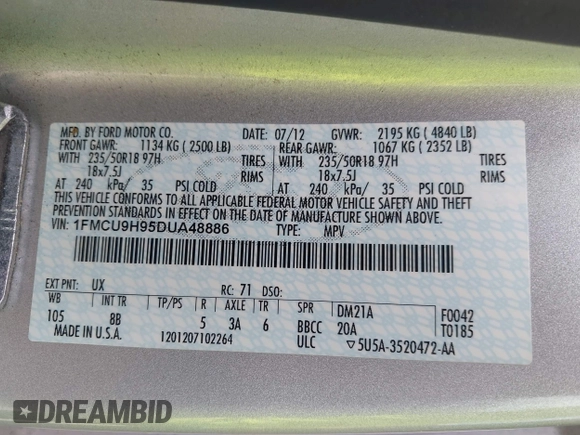 MFD. BY FORD MOTOR CO. DATE: 07/12 GVWR: 2195 KG ( 4840 LB)
FRONT GAWR: 1134 KG ( 2500 LB) REAR GAWR: 1067 KG ( 2352 LB)
WITH 235/50R18 97H TIRES WITH 235/50R18 97H TIRES
18x7.5J RIMS 18x7.5J RIMS
AT 240 kPa/ 35 PSI COLD AT 240 kPa/ 35 PSI COLD
THIS VEHICLE CONFORMS TO ALL APPLICABLE FEDERAL MOTOR VEHICLE SAFETY AND THEFT
PREVENTION STANDARDS IN EFFECT ON THE DATE OF MANUFACTURE SHOWN ABOVE.
VIN: 1FMCU9H95DUA48886 TYPE: MPV
EXT PNT: UX RC: 71 DSO:
WB INT TR TP/PS R AXLE TR SPR DM21A F0042
105 8B 5 3A 6 BBCC 20A T0185
MADE IN U.S.A. 1201207102264 ULC ▽5U5A-3520472-AA
DREAMBID